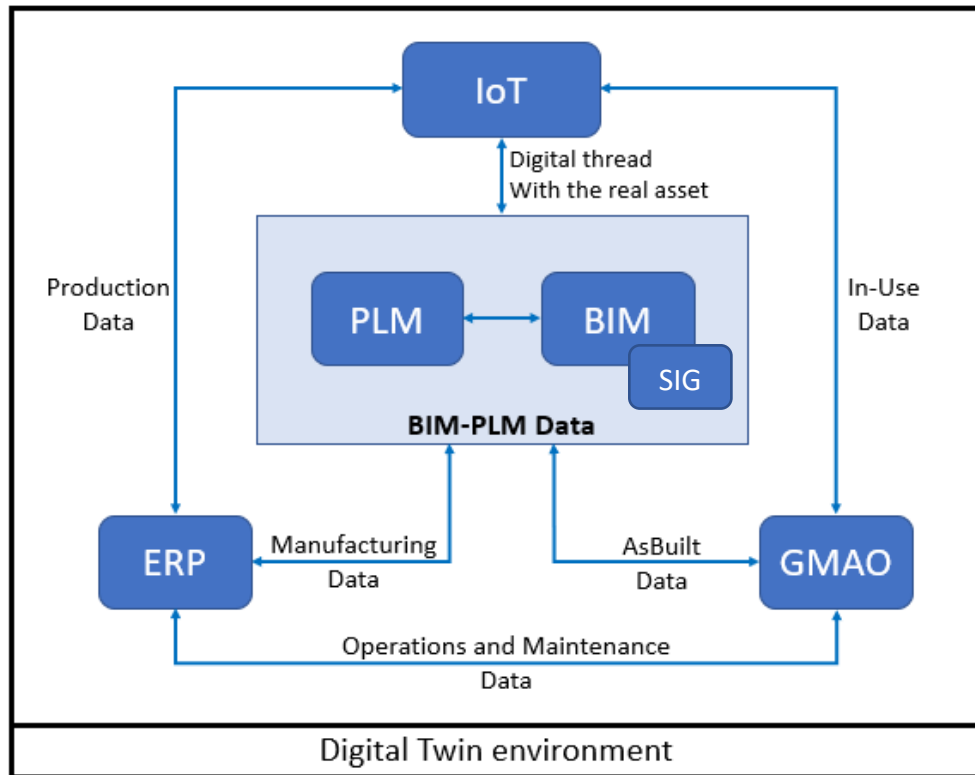 IoT
Digital thread
With the real asset
Production
Data
In-Use
Data
PLM
BIM
SIG
BIM-PLM Data
ERP
Manufacturing
Data
AsBuilt
Data
GMAO
Operations and Maintenance
Data
Digital Twin environment